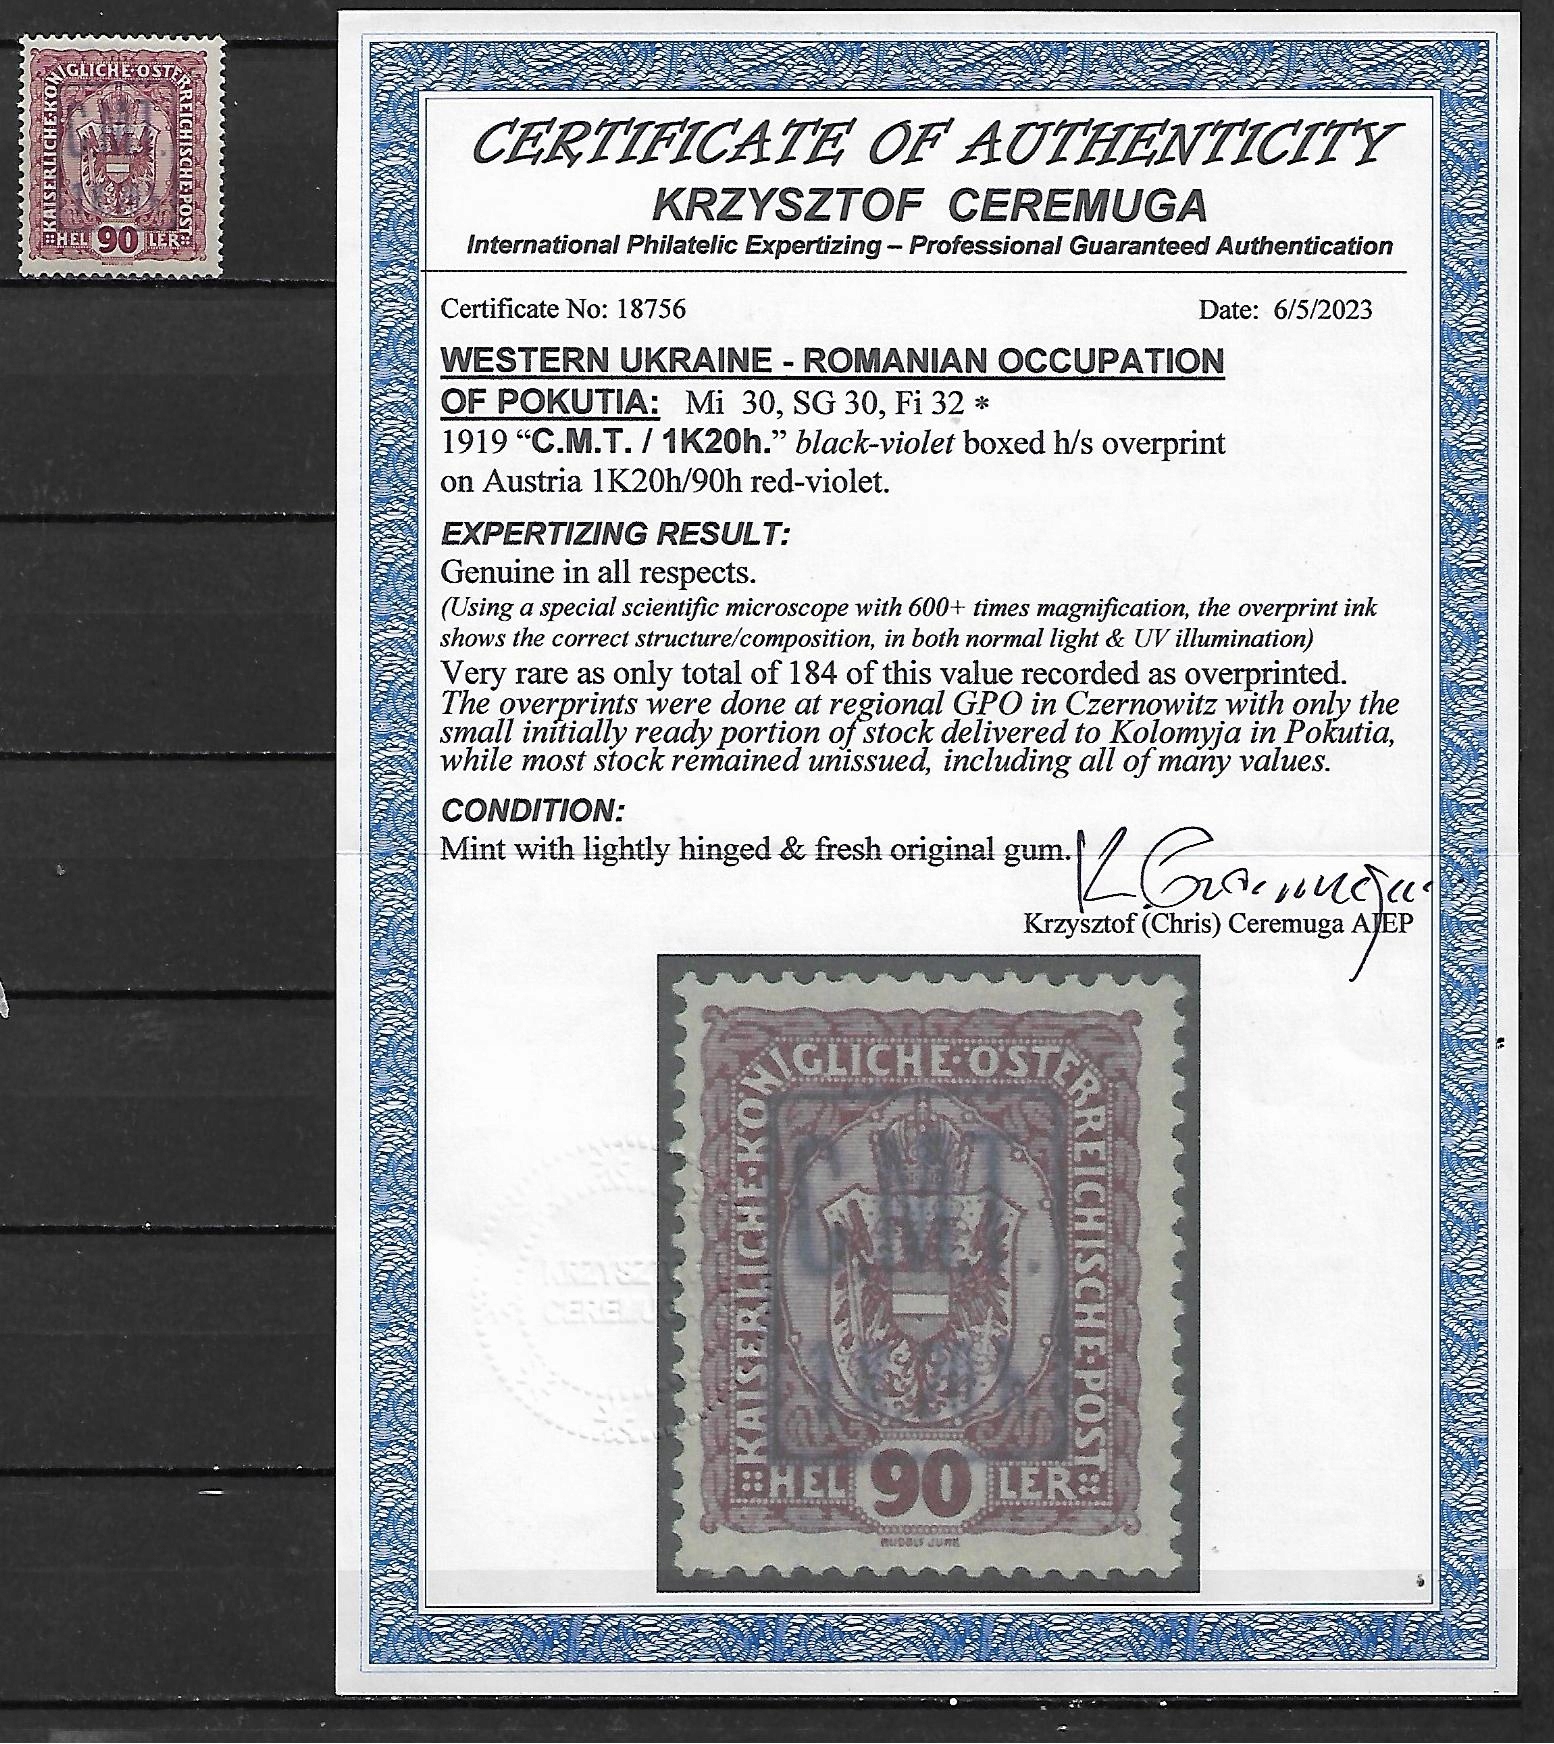 KAISERLICHE·KÖNIGLICHE·ÖSTERREICHISCHE·POST
C.M.T.
HEL 90 LER
CERTIFICATE OF AUTHENTICITY
KRZYSZTOF CEREMUGA
International Philatelic Expertizing – Professional Guaranteed Authentication
Certificate No: 18756 Date: 6/5/2023
WESTERN UKRAINE - ROMANIAN OCCUPATION
OF POKUTIA: Mi 30, SG 30, Fi 32 *
1919 “C.M.T. / 1K20h.” black-violet boxed h/s overprint
on Austria 1K20h/90h red-violet.
EXPERTIZING RESULT:
Genuine in all respects.
(Using a special scientific microscope with 600+ times magnification, the overprint ink
shows the correct structure/composition, in both normal light & UV illumination)
Very rare as only total of 184 of this value recorded as overprinted.
The overprints were done at regional GPO in Czernowitz with only the
small initially ready portion of stock delivered to Kolomyja in Pokutia,
while most stock remained unissued, including all of many values.
CONDITION:
Mint with lightly hinged & fresh original gum.
K Ceremuga
Krzysztof (Chris) Ceremuga AIEP
KAISERLICHE·KÖNIGLICHE·ÖSTERREICHISCHE·POST
C.M.T
HEL 90 LER
RUDOLF JUNK